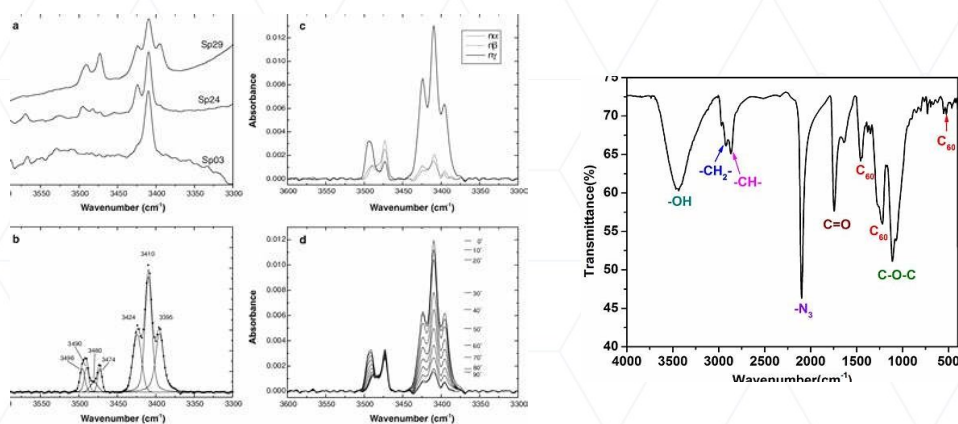 a
Sp29
Sp24
Sp03
3550 3500 3450 3400 3350 3300
Wavenumber (cm-1)
c
nα
nβ
nγ
Absorbance
0.012
0.010
0.008
0.006
0.004
0.002
0.000
3600 3550 3500 3450 3400 3350 3300
Wavenumber (cm-1)
b
3410
3424
3395
3490
3480
3498
3474
3550 3500 3450 3400 3350 3300
Wavenumber (cm-1)
d
0°
10°
20°
30°
40°
50°
60°
70°
80°
90°
Absorbance
0.012
0.010
0.008
0.006
0.004
0.002
0.000
3600 3550 3500 3450 3400 3350 3300
Wavenumber (cm-1)
75
70
65
60
55
50
45
40
Transmittance(%)
-OH
-CH2-
-CH-
-N3
C=O
C60
C60
C-O-C
C60
4000 3500 3000 2500 2000 1500 1000 500
Wavenumber(cm-1)